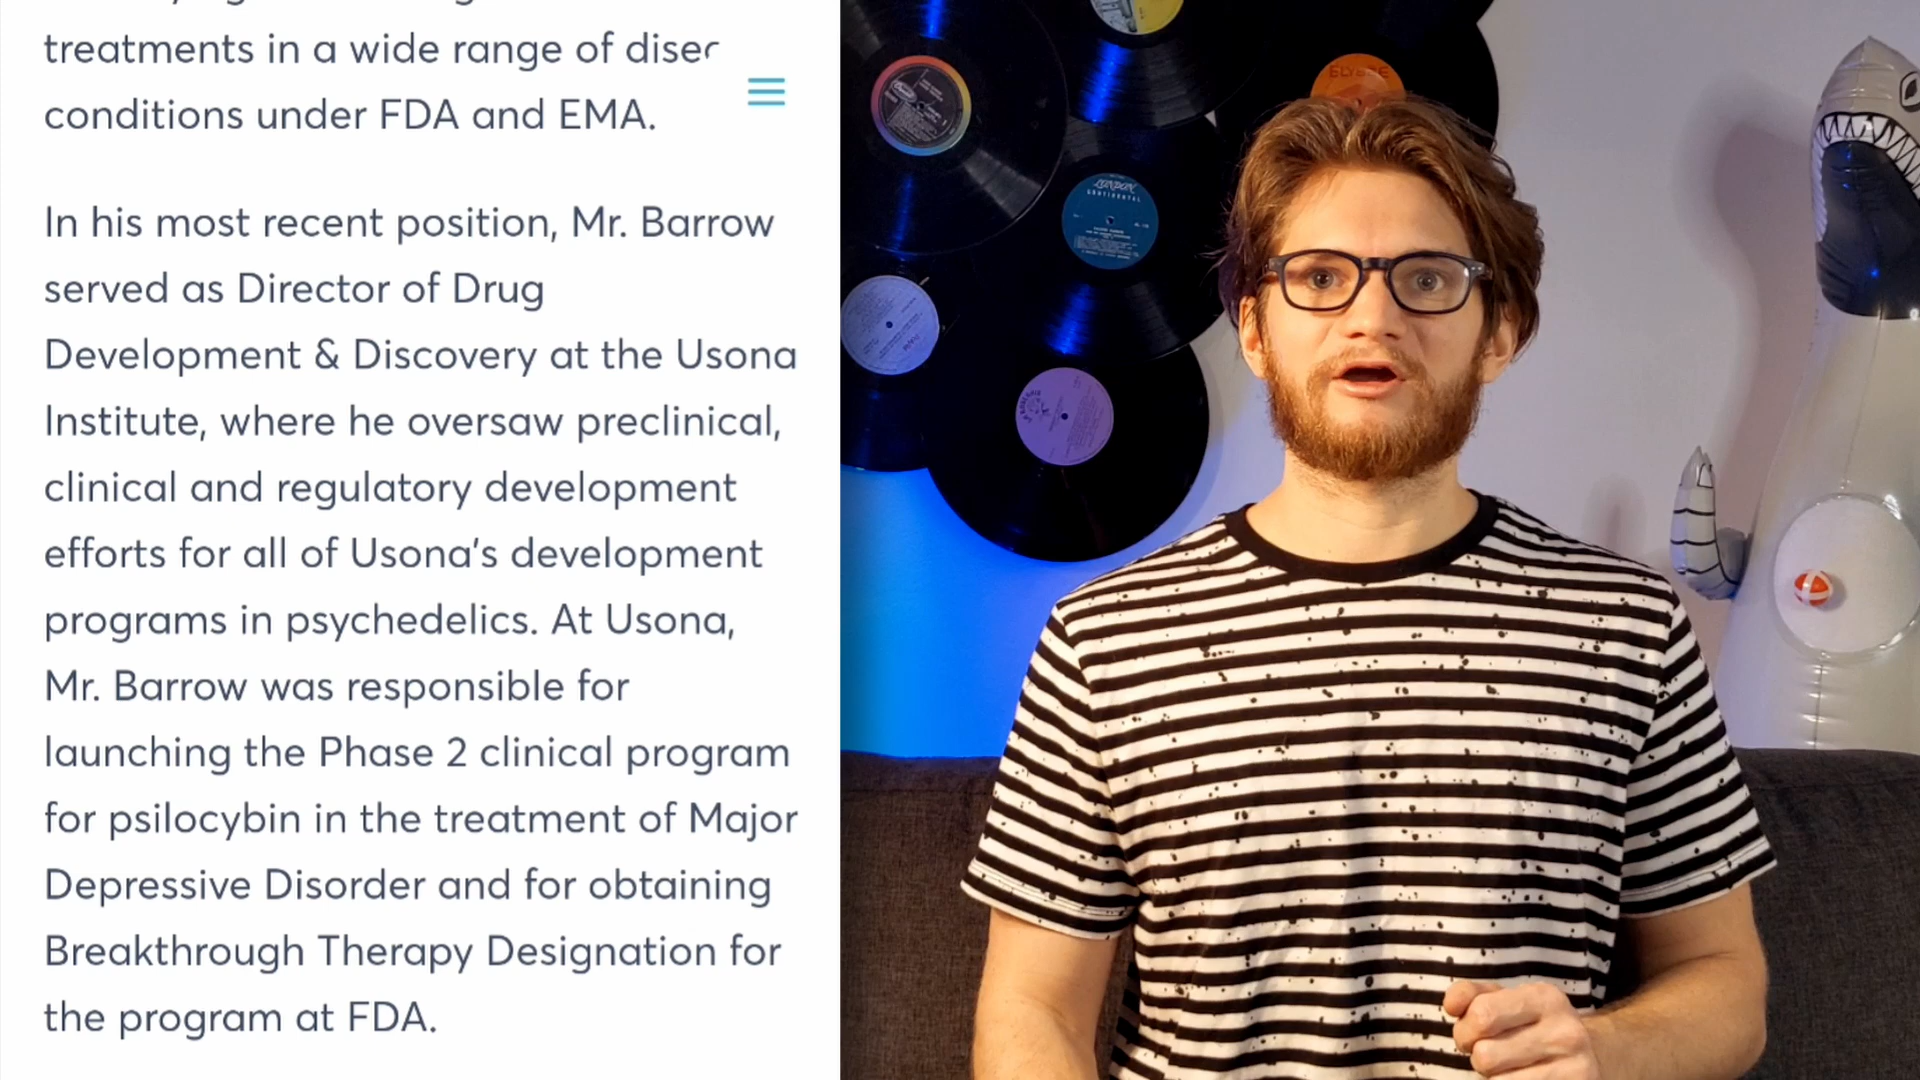 treatments in a wide range of
conditions under FDA and EMA.
In his most recent position, Mr. Barrow
served as Director of Drug
Development & Discovery at the Usona
Institute, where he oversaw preclinical,
clinical and regulatory development
efforts for all of Usona’s development
programs in psychedelics. At Usona,
Mr. Barrow was responsible for
launching the Phase 2 clinical program
for psilocybin in the treatment of Major
Depressive Disorder and for obtaining
Breakthrough Therapy Designation for
the program at FDA.
LONDON
CONTINENTAL